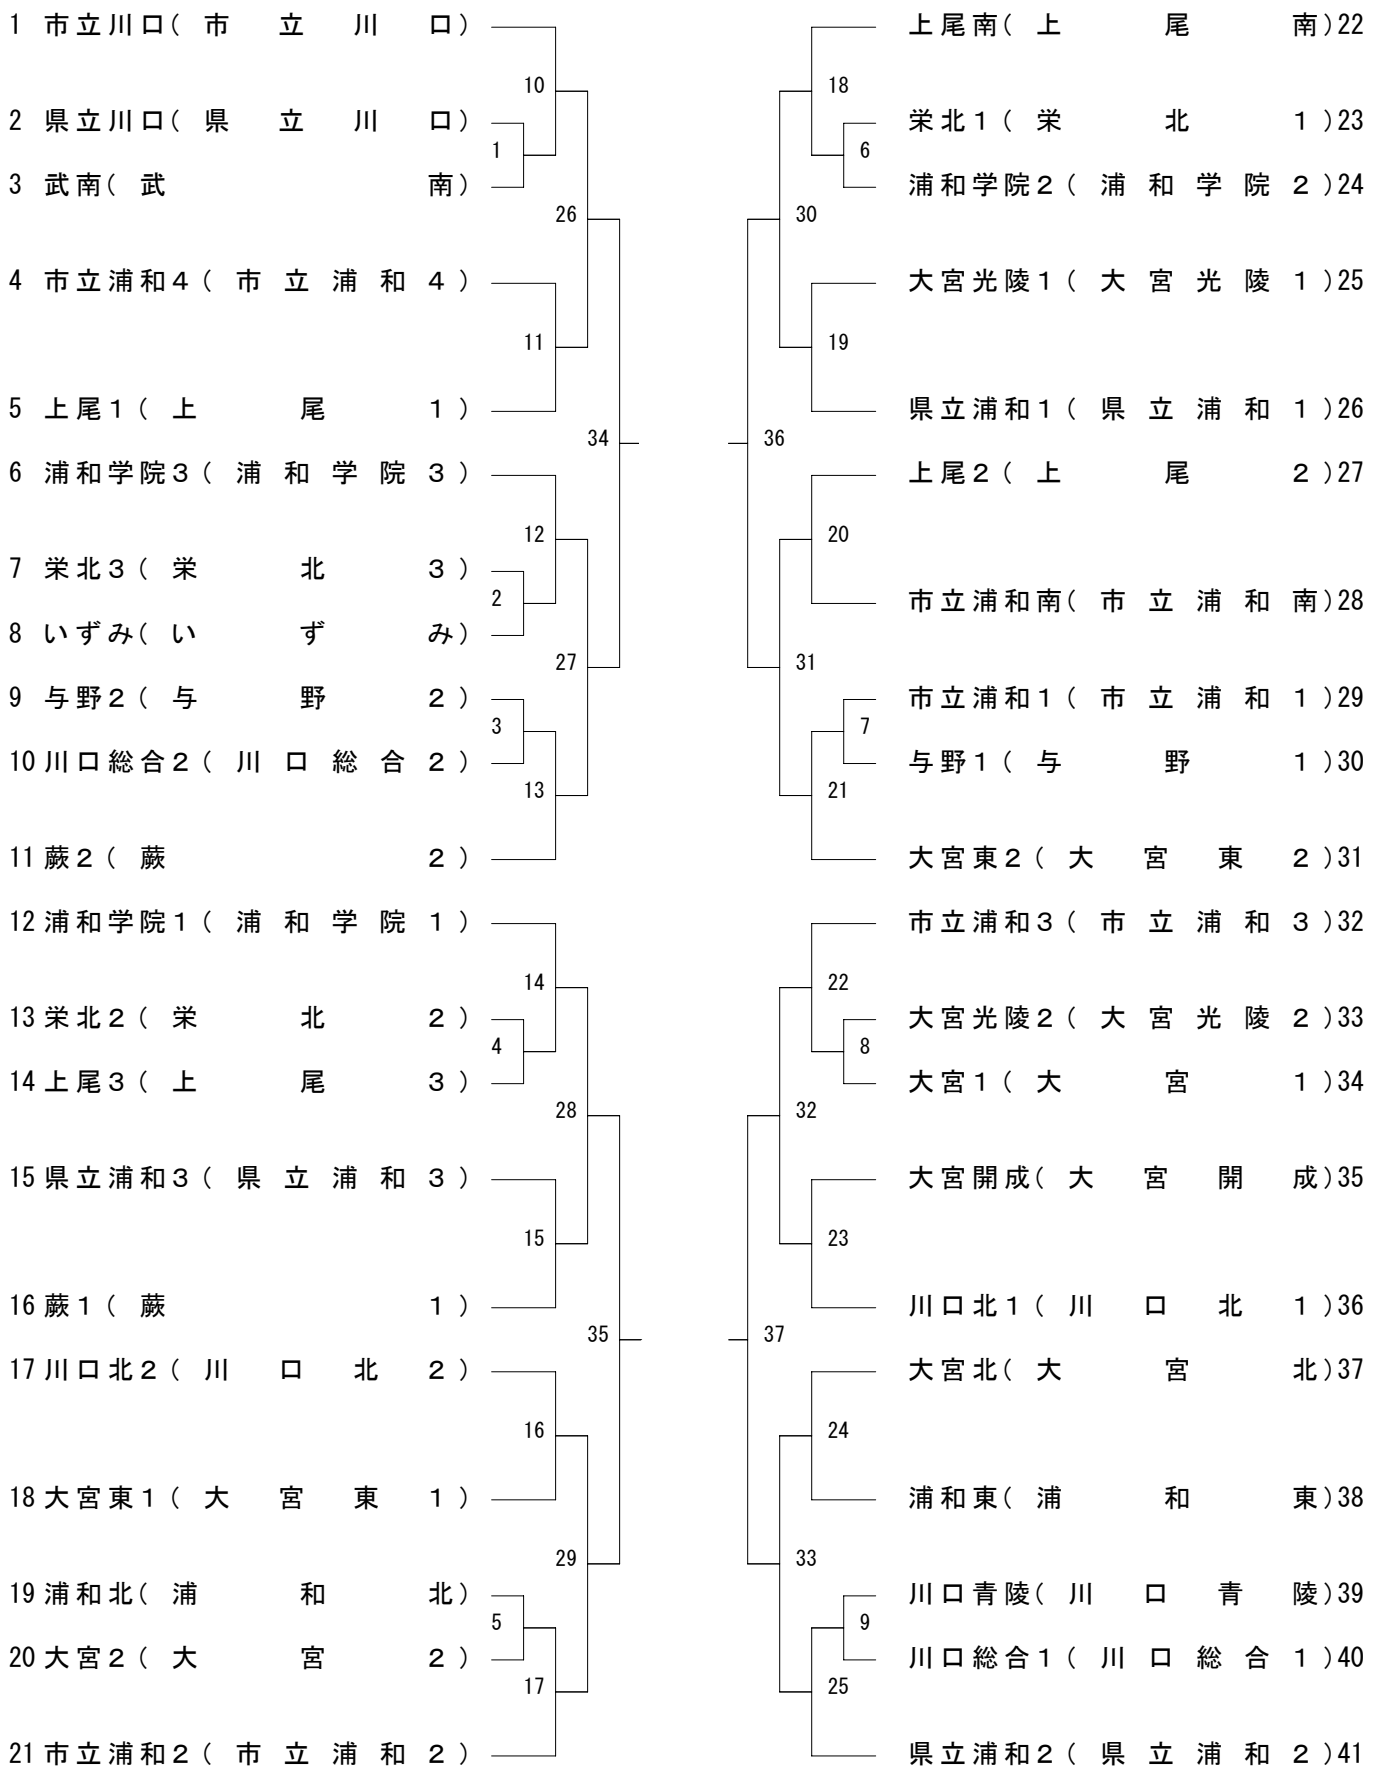 1 市立川口( 市 立 川 口)
10
2 県立川口( 県 立 川 口)
1
3 武南( 武 南)
26
4 市立浦和４( 市 立 浦 和 ４)
11
5 上尾１( 上 尾 １)
34
6 浦和学院３( 浦 和 学 院 ３)
12
7 栄北３( 栄 北 ３)
2
8 いずみ( い ず み)
27
9 与野２( 与 野 ２)
3
10 川口総合２( 川 口 総 合 ２)
13
11 蕨２( 蕨 ２)
12 浦和学院１( 浦 和 学 院 １)
14
13 栄北２( 栄 北 ２)
4
14 上尾３( 上 尾 ３)
28
15 県立浦和３( 県 立 浦 和 ３)
15
16 蕨１( 蕨 １)
35
17 川口北２( 川 口 北 ２)
16
18 大宮東１( 大 宮 東 １)
29
19 浦和北( 浦 和 北)
5
20 大宮２( 大 宮 ２)
17
21 市立浦和２( 市 立 浦 和 ２)
上尾南( 上 尾 南)22
18
栄北１( 栄 北 １)23
6
浦和学院２( 浦 和 学 院 ２)24
30
大宮光陵１( 大 宮 光 陵 １)25
19
県立浦和１( 県 立 浦 和 １)26
36
上尾２( 上 尾 ２)27
20
市立浦和南( 市 立 浦 和 南)28
31
市立浦和１( 市 立 浦 和 １)29
7
与野１( 与 野 １)30
21
大宮東２( 大 宮 東 ２)31
市立浦和３( 市 立 浦 和 ３)32
22
大宮光陵２( 大 宮 光 陵 ２)33
8
大宮１( 大 宮 １)34
32
大宮開成( 大 宮 開 成)35
23
川口北１( 川 口 北 １)36
37
大宮北( 大 宮 北)37
24
浦和東( 浦 和 東)38
33
川口青陵( 川 口 青 陵)39
9
川口総合１( 川 口 総 合 １)40
25
県立浦和２( 県 立 浦 和 ２)41